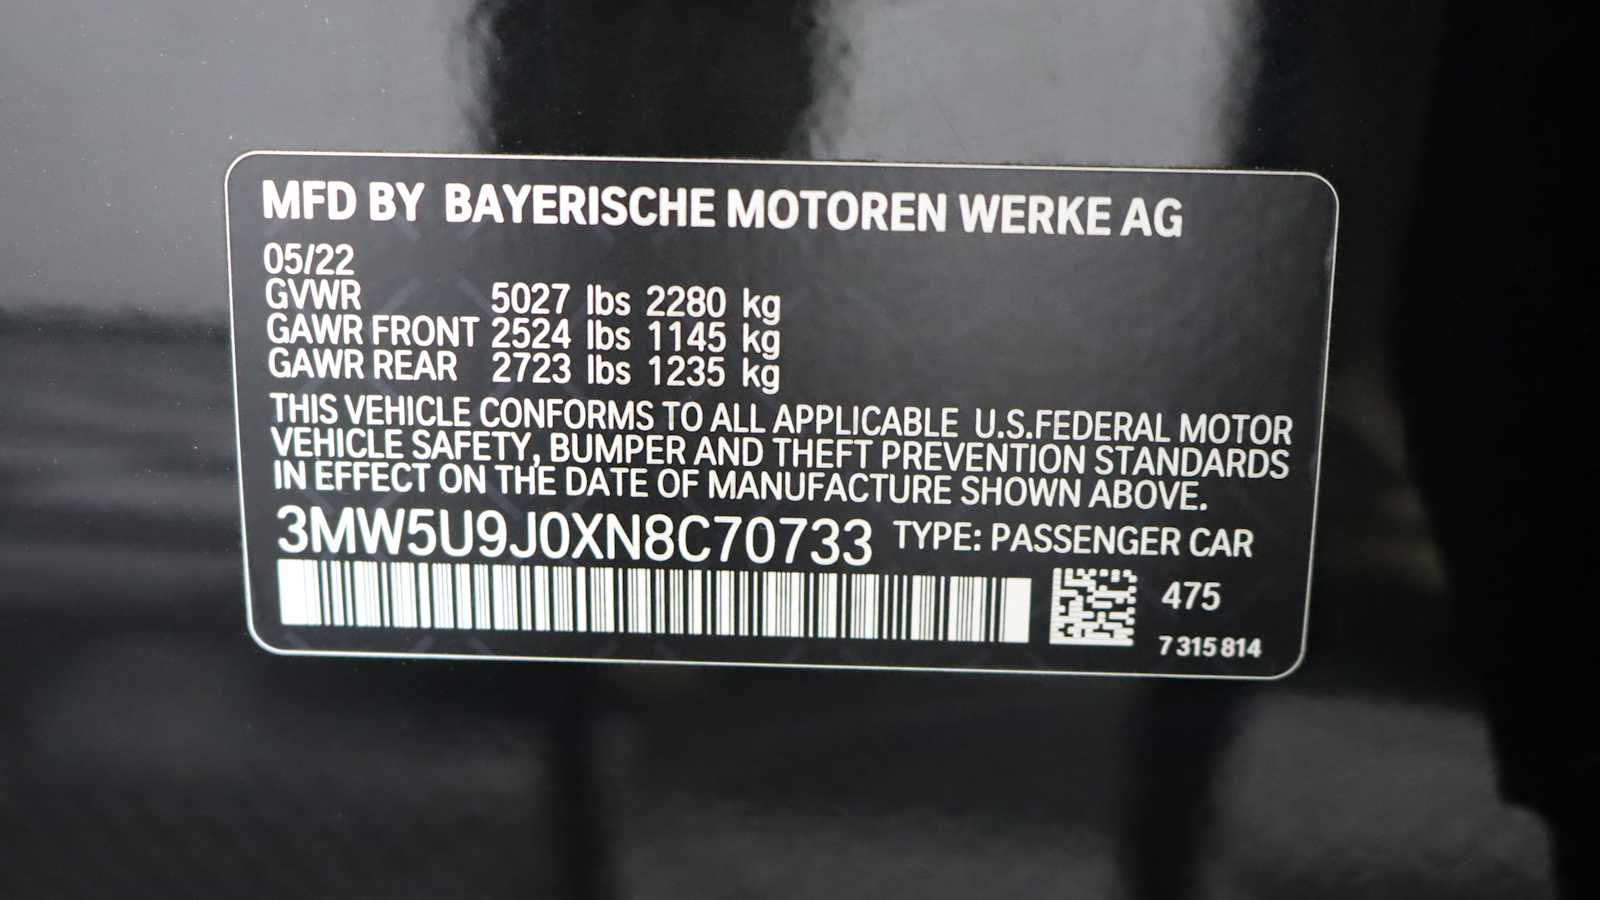 MFD BY BAYERISCHE MOTOREN WERKE AG
05/22
GVWR 5027 lbs 2280 kg
GAWR FRONT 2524 lbs 1145 kg
GAWR REAR 2723 lbs 1235 kg
THIS VEHICLE CONFORMS TO ALL APPLICABLE U.S.FEDERAL MOTOR
VEHICLE SAFETY, BUMPER AND THEFT PREVENTION STANDARDS
IN EFFECT ON THE DATE OF MANUFACTURE SHOWN ABOVE.
3MW5U9J0XN8C70733 TYPE: PASSENGER CAR
475
7 315 814